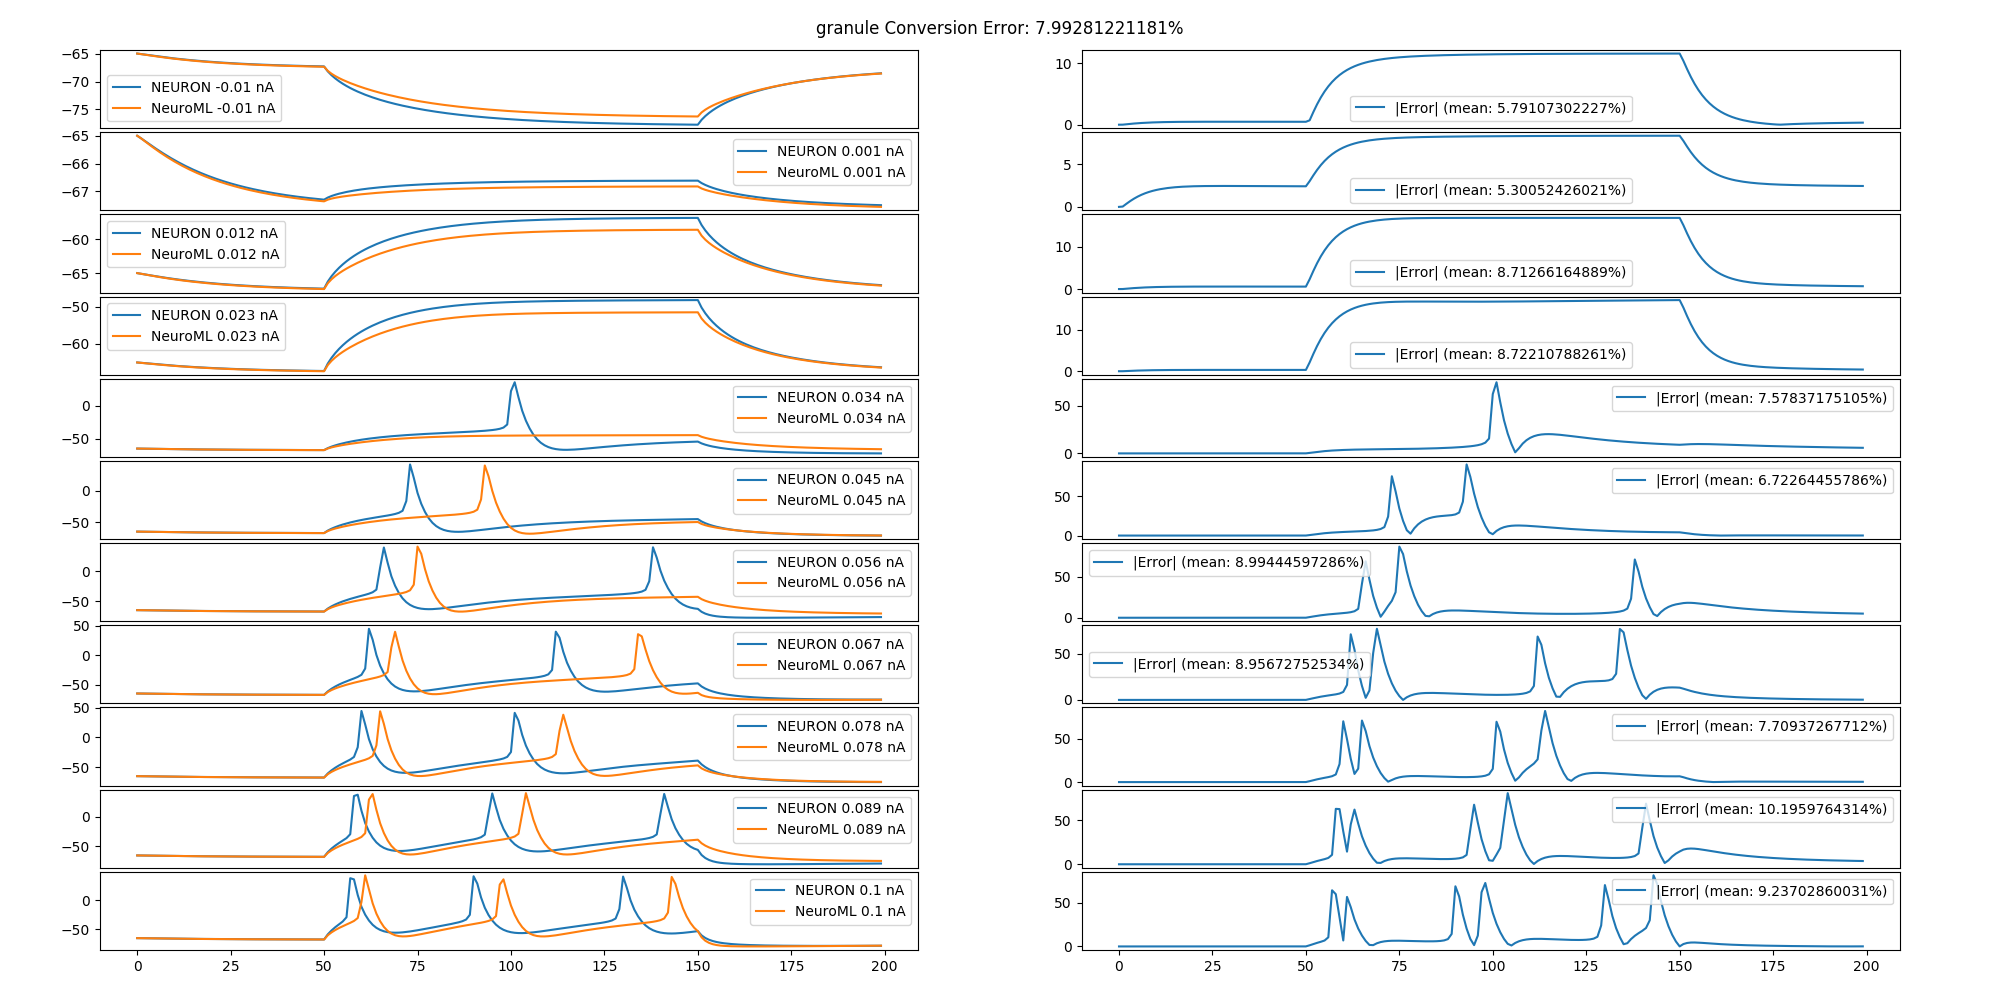 granule Conversion Error: 7.99281221181%
−65
−70
−75
NEURON -0.01 nA
NeuroML -0.01 nA
10
0
|Error| (mean: 5.79107302227%)
−65
−66
−67
NEURON 0.001 nA
NeuroML 0.001 nA
5
0
|Error| (mean: 5.30052426021%)
−60
−65
NEURON 0.012 nA
NeuroML 0.012 nA
10
0
|Error| (mean: 8.71266164889%)
−50
−60
NEURON 0.023 nA
NeuroML 0.023 nA
10
0
|Error| (mean: 8.72210788261%)
0
−50
NEURON 0.034 nA
NeuroML 0.034 nA
50
0
|Error| (mean: 7.57837175105%)
0
−50
NEURON 0.045 nA
NeuroML 0.045 nA
50
0
|Error| (mean: 6.72264455786%)
0
−50
NEURON 0.056 nA
NeuroML 0.056 nA
50
0
|Error| (mean: 8.99444597286%)
50
0
−50
NEURON 0.067 nA
NeuroML 0.067 nA
50
0
|Error| (mean: 8.95672752534%)
50
0
−50
NEURON 0.078 nA
NeuroML 0.078 nA
50
0
|Error| (mean: 7.70937267712%)
0
−50
NEURON 0.089 nA
NeuroML 0.089 nA
50
0
|Error| (mean: 10.1959764314%)
0
−50
NEURON 0.1 nA
NeuroML 0.1 nA
50
0
|Error| (mean: 9.23702860031%)
0 25 50 75 100 125 150 175 200
0 25 50 75 100 125 150 175 200